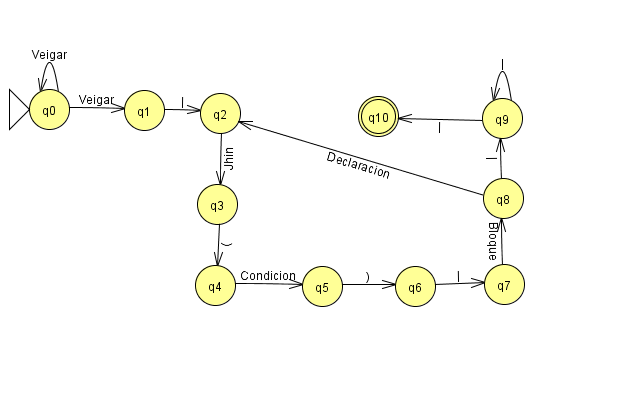 Veigar
q0
Veigar
q1
|
q2
Jhin
q3
(
q4
Condicion
q5
)
q6
|
q7
Bloque
q8
Declaracion
|
q9
|
|
q10